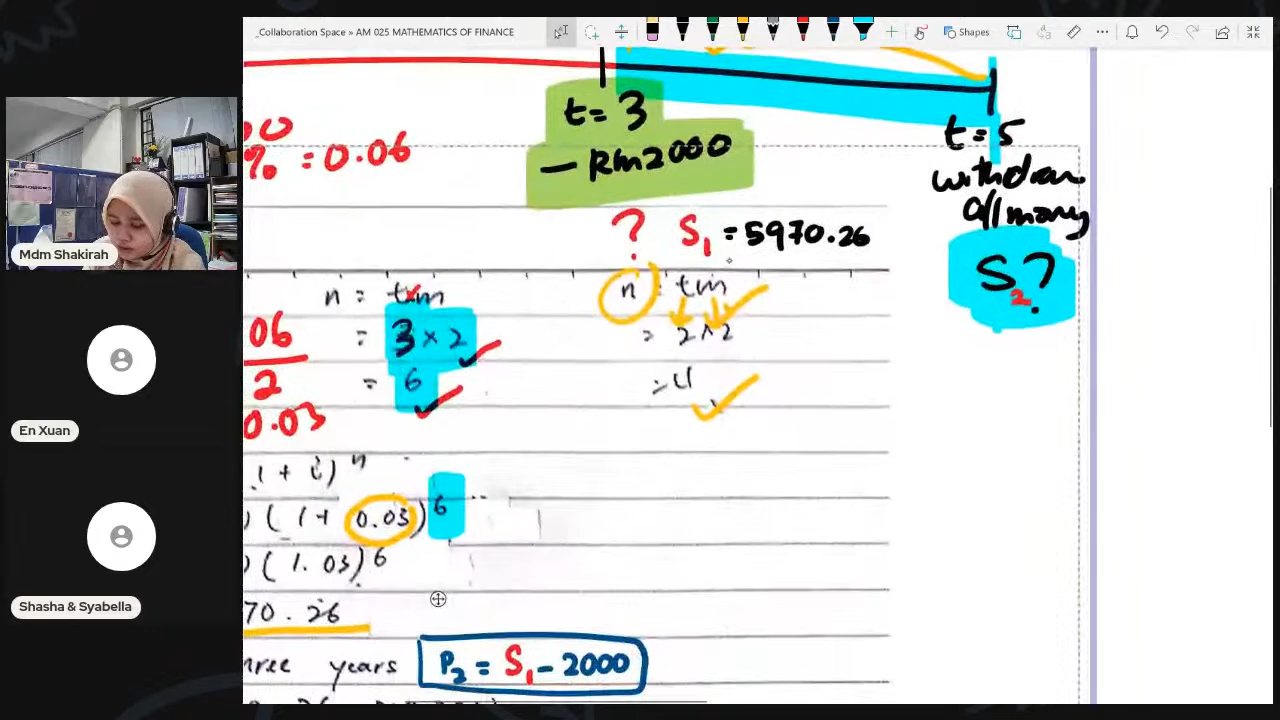 _Collaboration Space » AM 025 MATHEMATICS OF FINANCE
Shapes
t= 3
— Rm2000
% = 0.06
t = 5
withdraw
all money
S2?
? S1 = 5970.26
n = t×m
= 3 × 2
= 6
n = tm
= 2×2
= 4
06
2
0.03
1 + i)^n
) ( 1+ 0.03)^6
) ( 1.03)^6
70.26
years
P2 = S1 - 2000
Mdm Shakirah
En Xuan
Shasha & Syabella